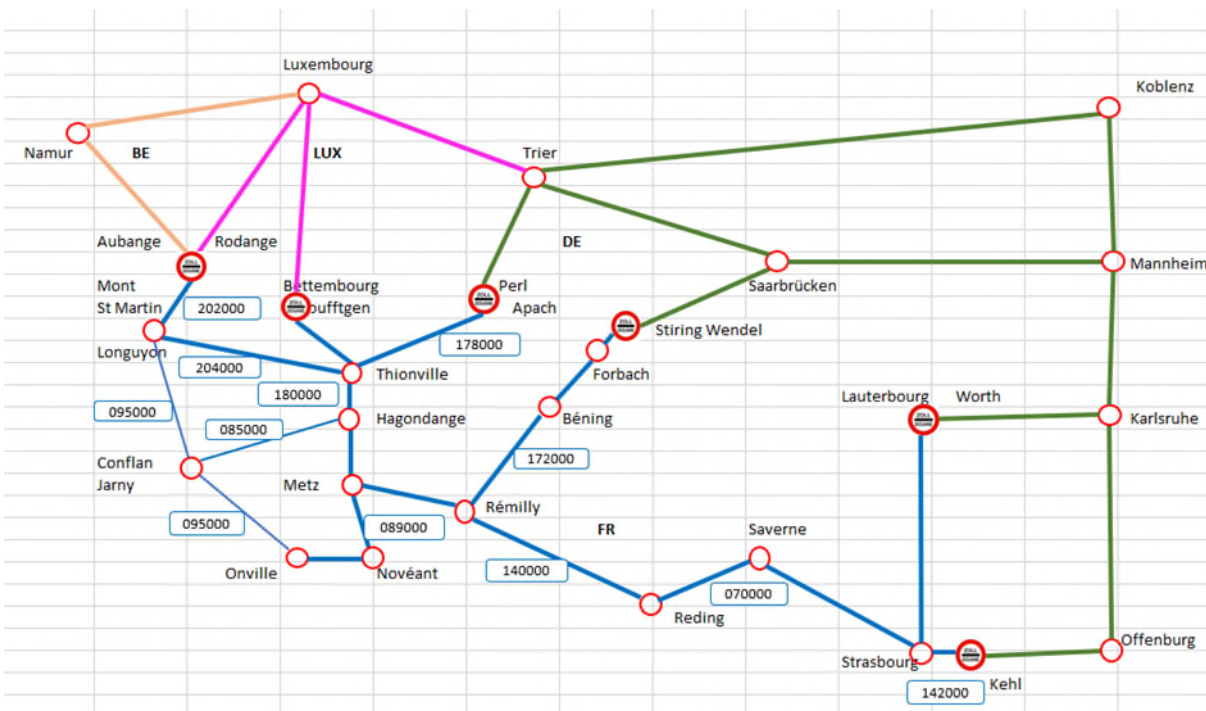 Luxembourg
Koblenz
Namur
BE
LUX
Trier
Aubange
Rodange
DE
Mannheim
Mont
St Martin
202000
Bettembourg
oufftgen
Perl
Apach
Saarbrücken
Stiring Wendel
178000
Longuyon
204000
Thionville
Forbach
180000
095000
085000
Hagondange
Béning
Lauterbourg
Worth
Karlsruhe
Conflan
Jarny
Metz
172000
Rémilly
095000
089000
FR
Saverne
Onville
Novéant
140000
070000
Reding
Offenburg
Strasbourg
142000
Kehl